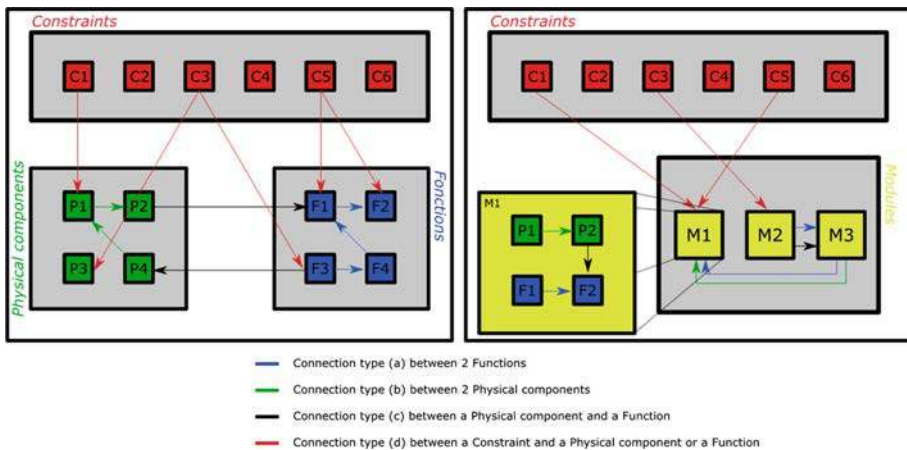 Constraints
C1 C2 C3 C4 C5 C6
Physical components
P1 P2
P3 P4
Fonctions
F1 F2
F3 F4
Constraints
C1 C2 C3 C4 C5 C6
Modules
M1
P1 P2
F1 F2
M1 M2 M3
Connection type (a) between 2 Functions
Connection type (b) between 2 Physical components
Connection type (c) between a Physical component and a Function
Connection type (d) between a Constraint and a Physical component or a Function